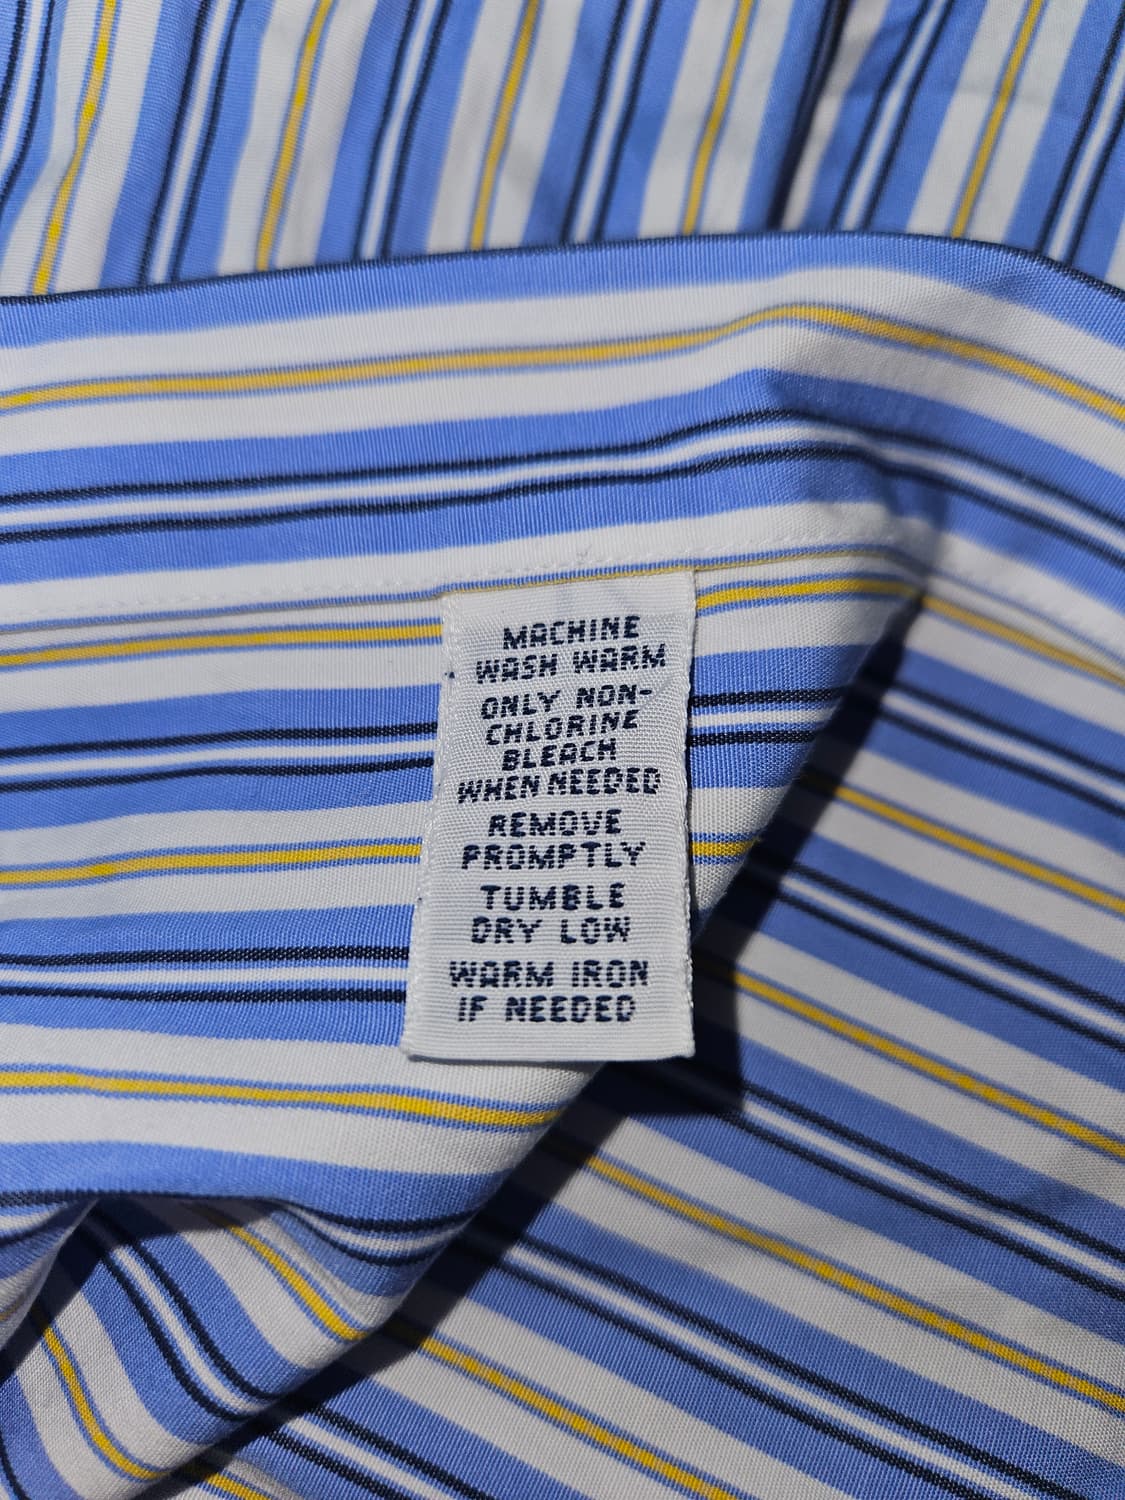 MACHINE
WASH WARM
ONLY NON-
CHLORINE
BLEACH
WHEN NEEDED
REMOVE
PROMPTLY
TUMBLE
DRY LOW
WARM IRON
IF NEEDED